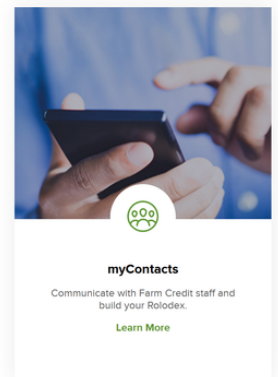 myContacts
Communicate with Farm Credit staff and
build your Rolodex.
Learn More